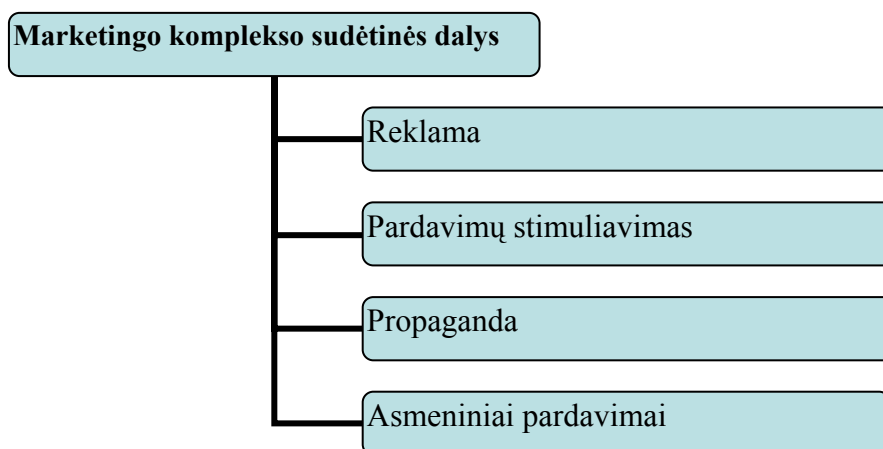 Marketingo komplekso sudėtinės dalys
Reklama
Pardavimų stimuliavimas
Propaganda
Asmeniniai pardavimai